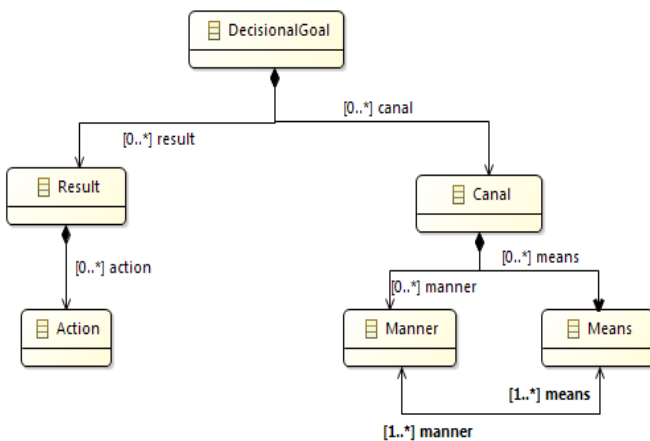 DecisionalGoal
[0..*] canal
[0..*] result
Result
Canal
[0..*] means
[0..*] action
[0..*] manner
Action
Manner
Means
[1..*] means
[1..*] manner